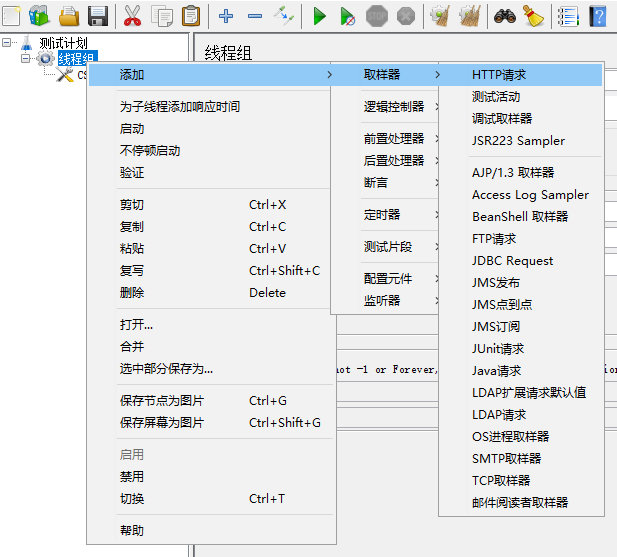 测试计划
线程组
CS
线程组
添加
为子线程添加响应时间
启动
不停顿启动
验证
剪切 Ctrl+X
复制 Ctrl+C
粘贴 Ctrl+V
复写 Ctrl+Shift+C
删除 Delete
打开...
合并
选中部分保存为...
保存节点为图片 Ctrl+G
保存屏幕为图片 Ctrl+Shift+G
启用
禁用
切换 Ctrl+T
帮助
取样器
逻辑控制器
前置处理器
后置处理器
断言
定时器
测试片段
配置元件
监听器
HTTP请求
测试活动
调试取样器
JSR223 Sampler
AJP/1.3 取样器
Access Log Sampler
BeanShell 取样器
FTP请求
JDBC Request
JMS发布
JMS点到点
JMS订阅
JUnit请求
Java请求
LDAP扩展请求默认值
LDAP请求
OS进程取样器
SMTP取样器
TCP取样器
邮件阅读者取样器
not -1 or Forever,
ion